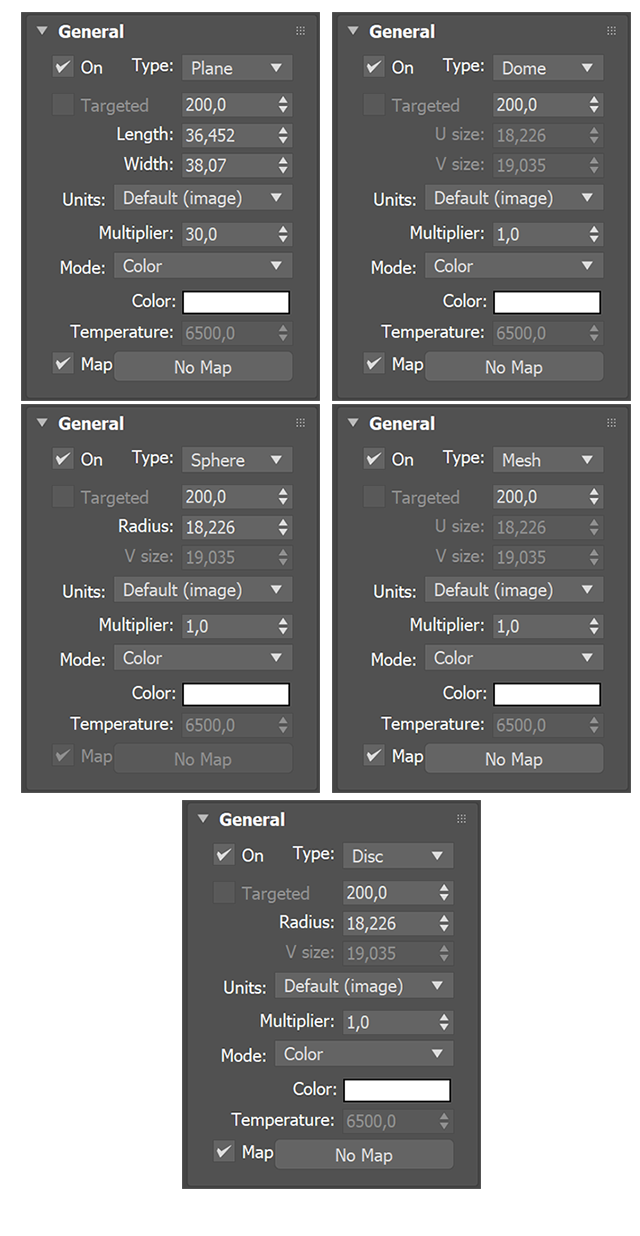 General
On Type: Plane
Targeted 200,0
Length: 36,452
Width: 38,07
Units: Default (image)
Multiplier: 30,0
Mode: Color
Color:
Temperature: 6500,0
Map No Map
General
On Type: Dome
Targeted 200,0
U size: 18,226
V size: 19,035
Units: Default (image)
Multiplier: 1,0
Mode: Color
Color:
Temperature: 6500,0
Map No Map
General
On Type: Sphere
Targeted 200,0
Radius: 18,226
V size: 19,035
Units: Default (image)
Multiplier: 1,0
Mode: Color
Color:
Temperature: 6500,0
Map No Map
General
On Type: Mesh
Targeted 200,0
U size: 18,226
V size: 19,035
Units: Default (image)
Multiplier: 1,0
Mode: Color
Color:
Temperature: 6500,0
Map No Map
General
On Type: Disc
Targeted 200,0
Radius: 18,226
V size: 19,035
Units: Default (image)
Multiplier: 1,0
Mode: Color
Color:
Temperature: 6500,0
Map No Map